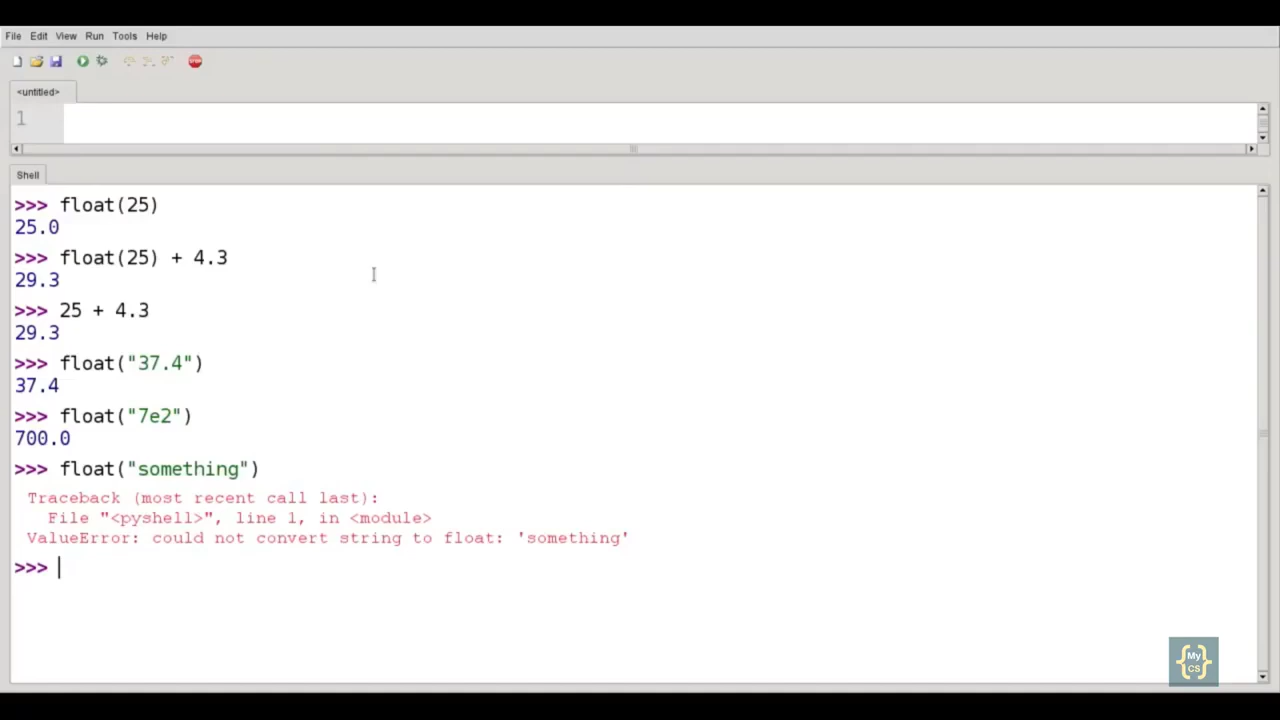 File Edit View Run Tools Help
STOP
<untitled>
1
Shell
>>> float(25)
25.0
>>> float(25) + 4.3
29.3
>>> 25 + 4.3
29.3
>>> float("37.4")
37.4
>>> float("7e2")
700.0
>>> float("something")
Traceback (most recent call last):
File "<pyshell>", line 1, in <module>
ValueError: could not convert string to float: 'something'
>>>
{My
CS}